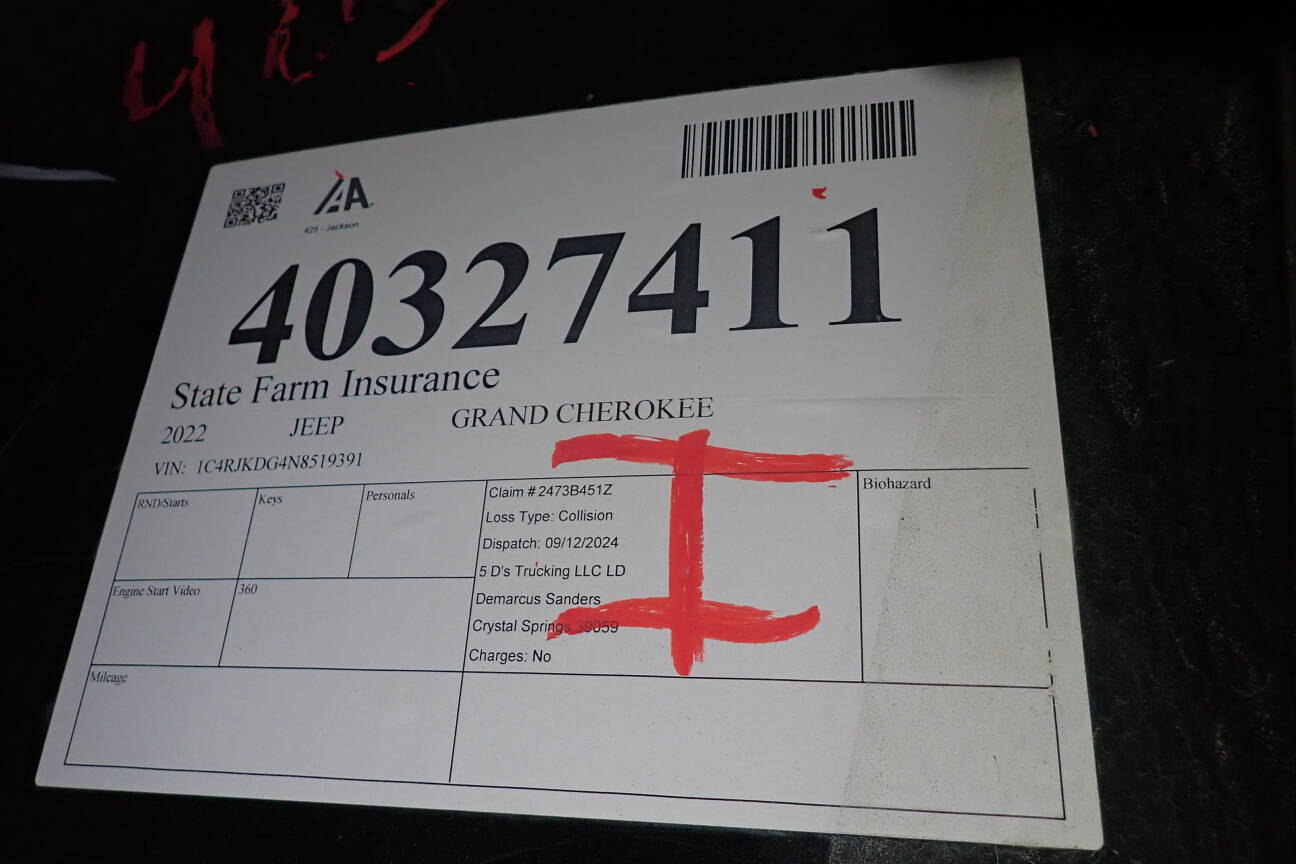 IAA
425 - Jackson
40327411
State Farm Insurance
2022 JEEP GRAND CHEROKEE
VIN: 1C4RJKDG4N8519391
RND/Starts
Keys
Personals
Claim # 2473B451Z
Loss Type: Collision
Dispatch: 09/12/2024
5 D's Trucking LLC LD
Demarcus Sanders
Crystal Springs 39059
Charges: No
Biohazard
Engine Start Video
360
Mileage
I